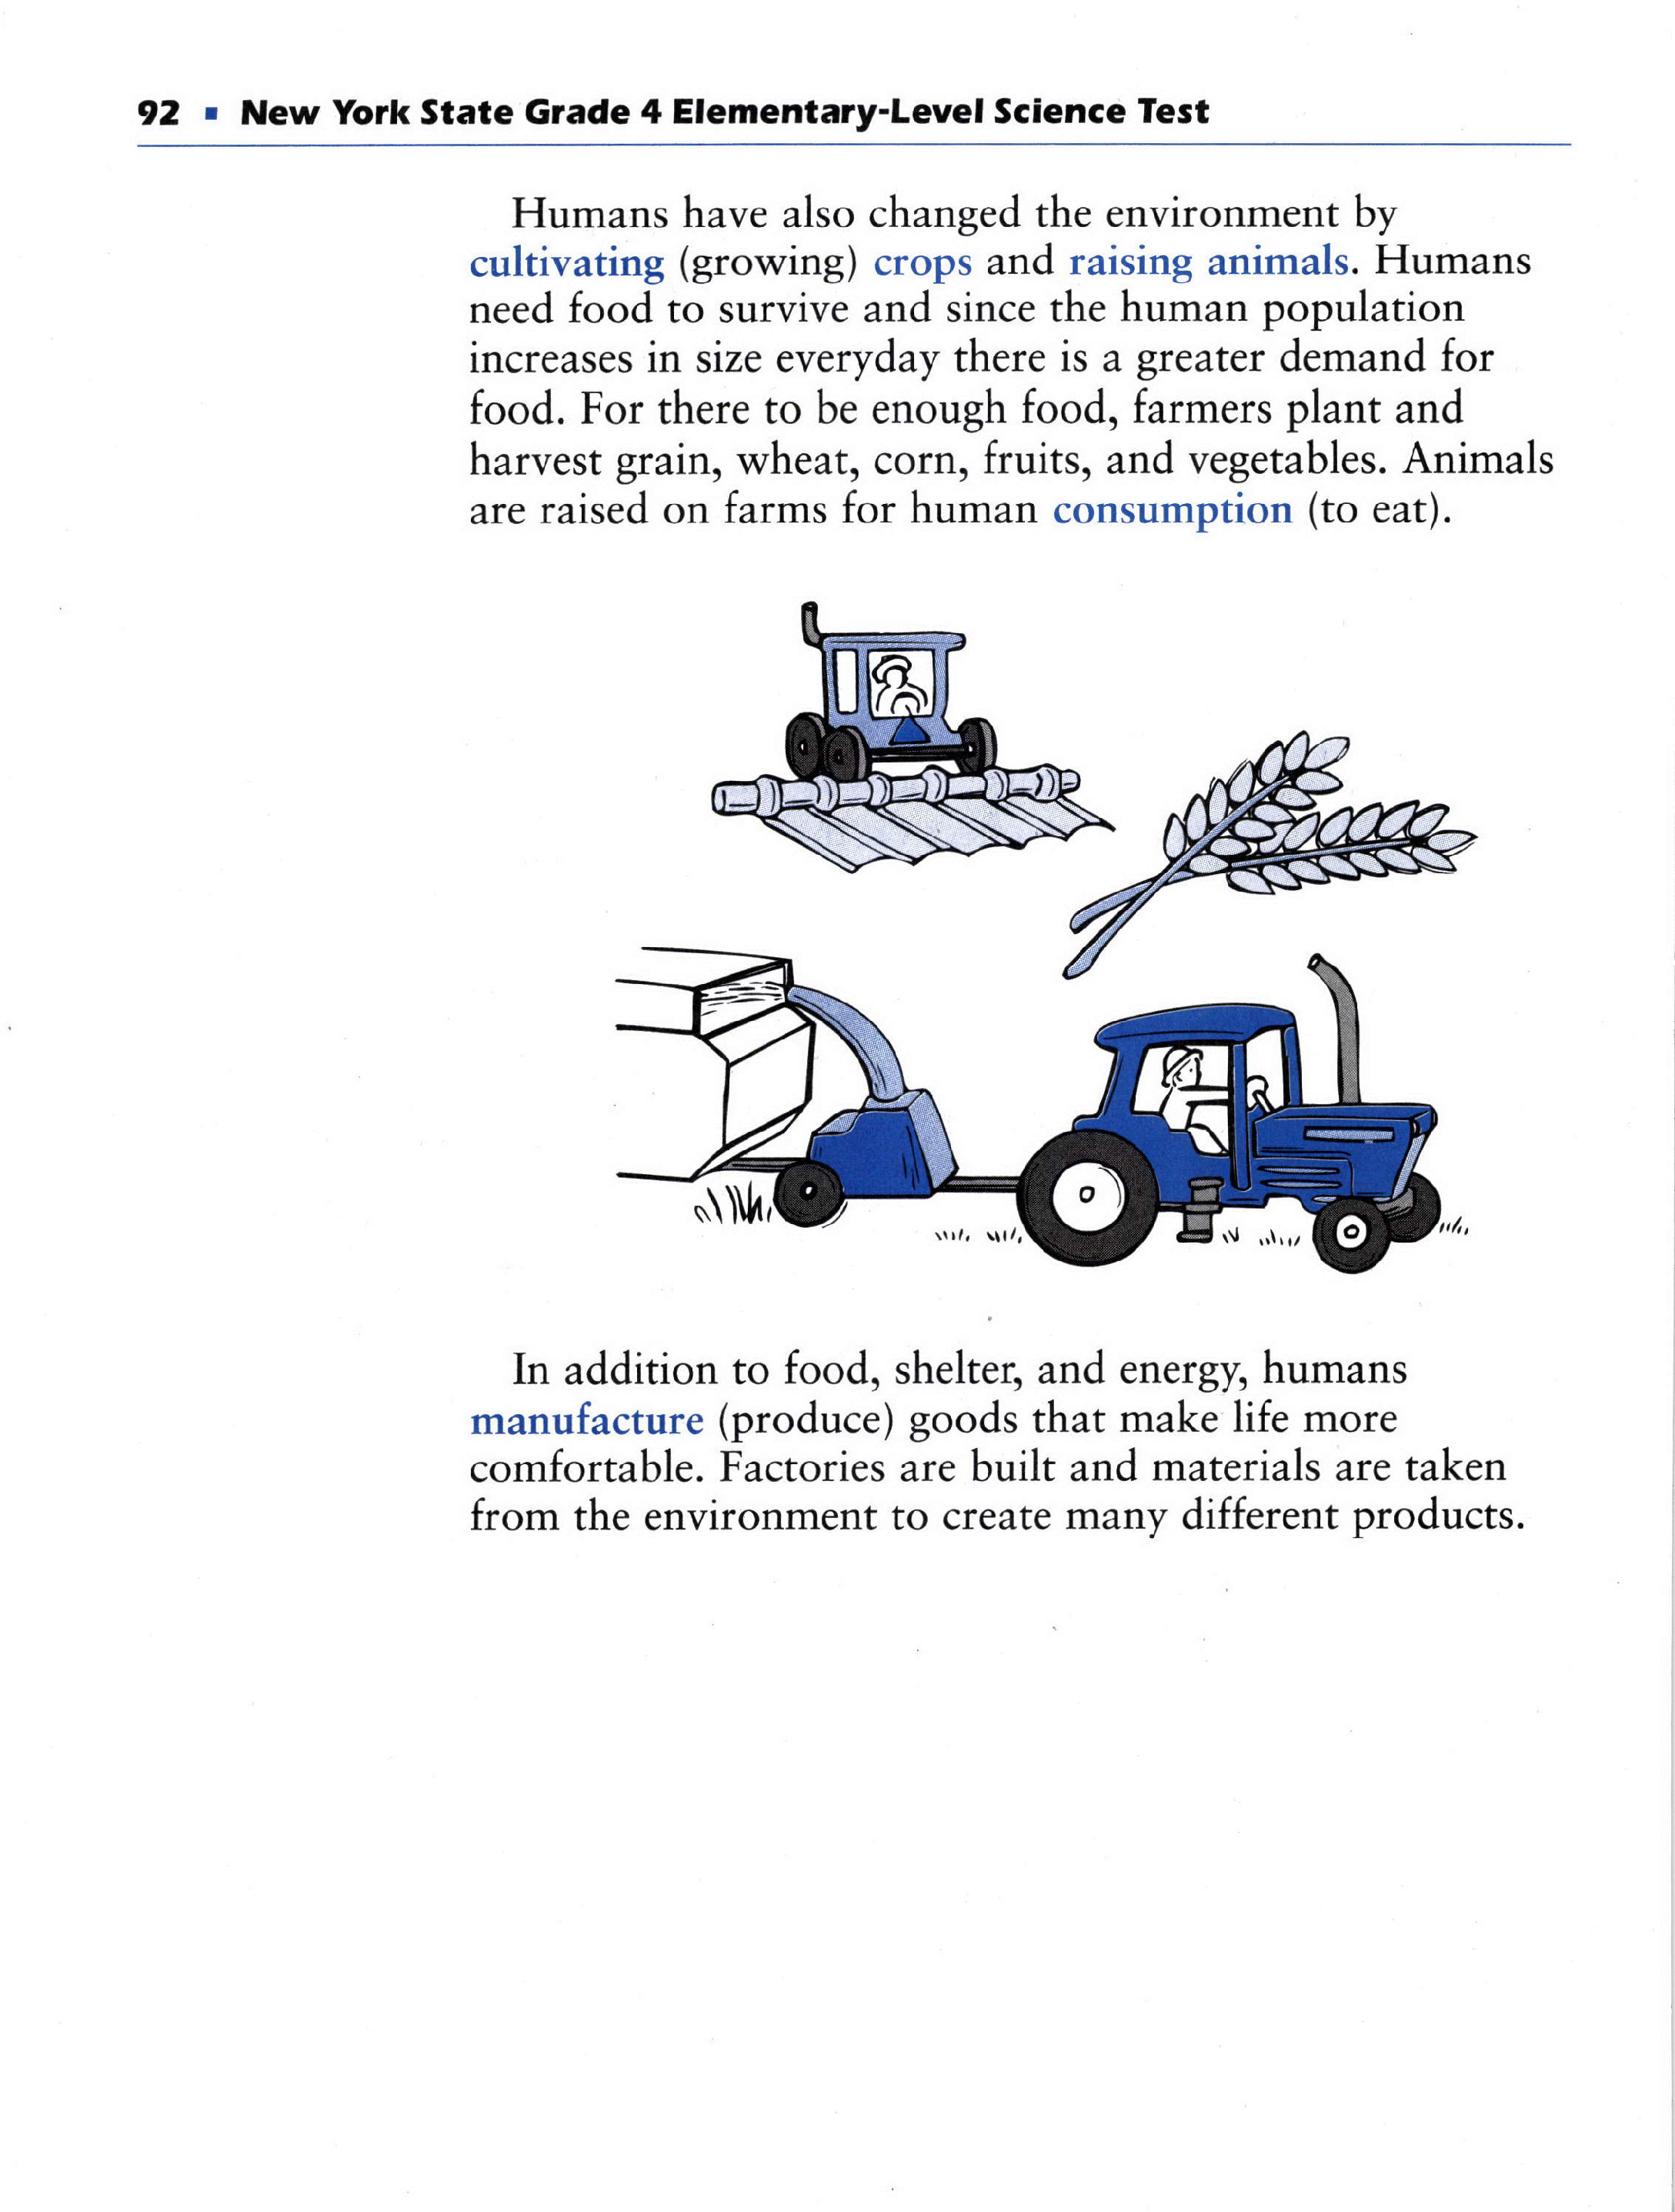 92 ▪ New York State Grade 4 Elementary-Level Science Test
Humans have also changed the environment by
cultivating (growing) crops and raising animals. Humans
need food to survive and since the human population
increases in size everyday there is a greater demand for
food. For there to be enough food, farmers plant and
harvest grain, wheat, corn, fruits, and vegetables. Animals
are raised on farms for human consumption (to eat).
In addition to food, shelter, and energy, humans
manufacture (produce) goods that make life more
comfortable. Factories are built and materials are taken
from the environment to create many different products.